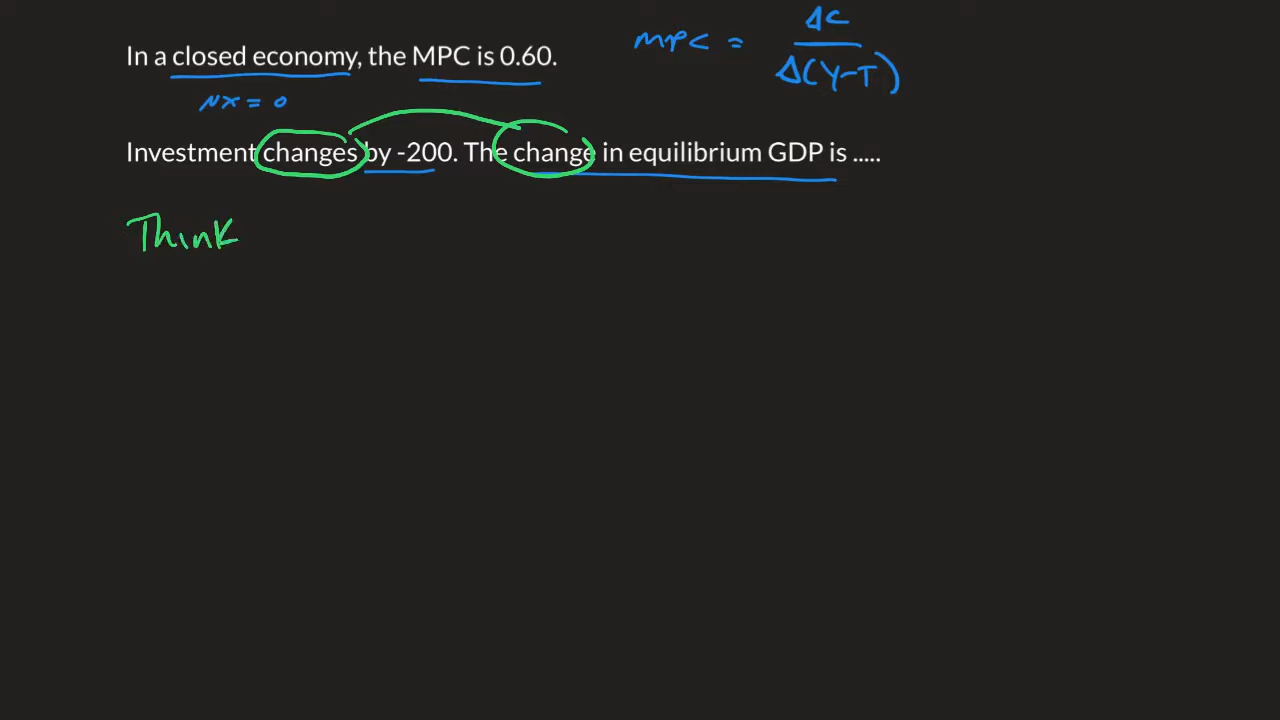 In a closed economy, the MPC is 0.60.
MPC = ΔC / Δ(Y-T)
NX = 0
Investment changes by -200. The change in equilibrium GDP is .....
Think